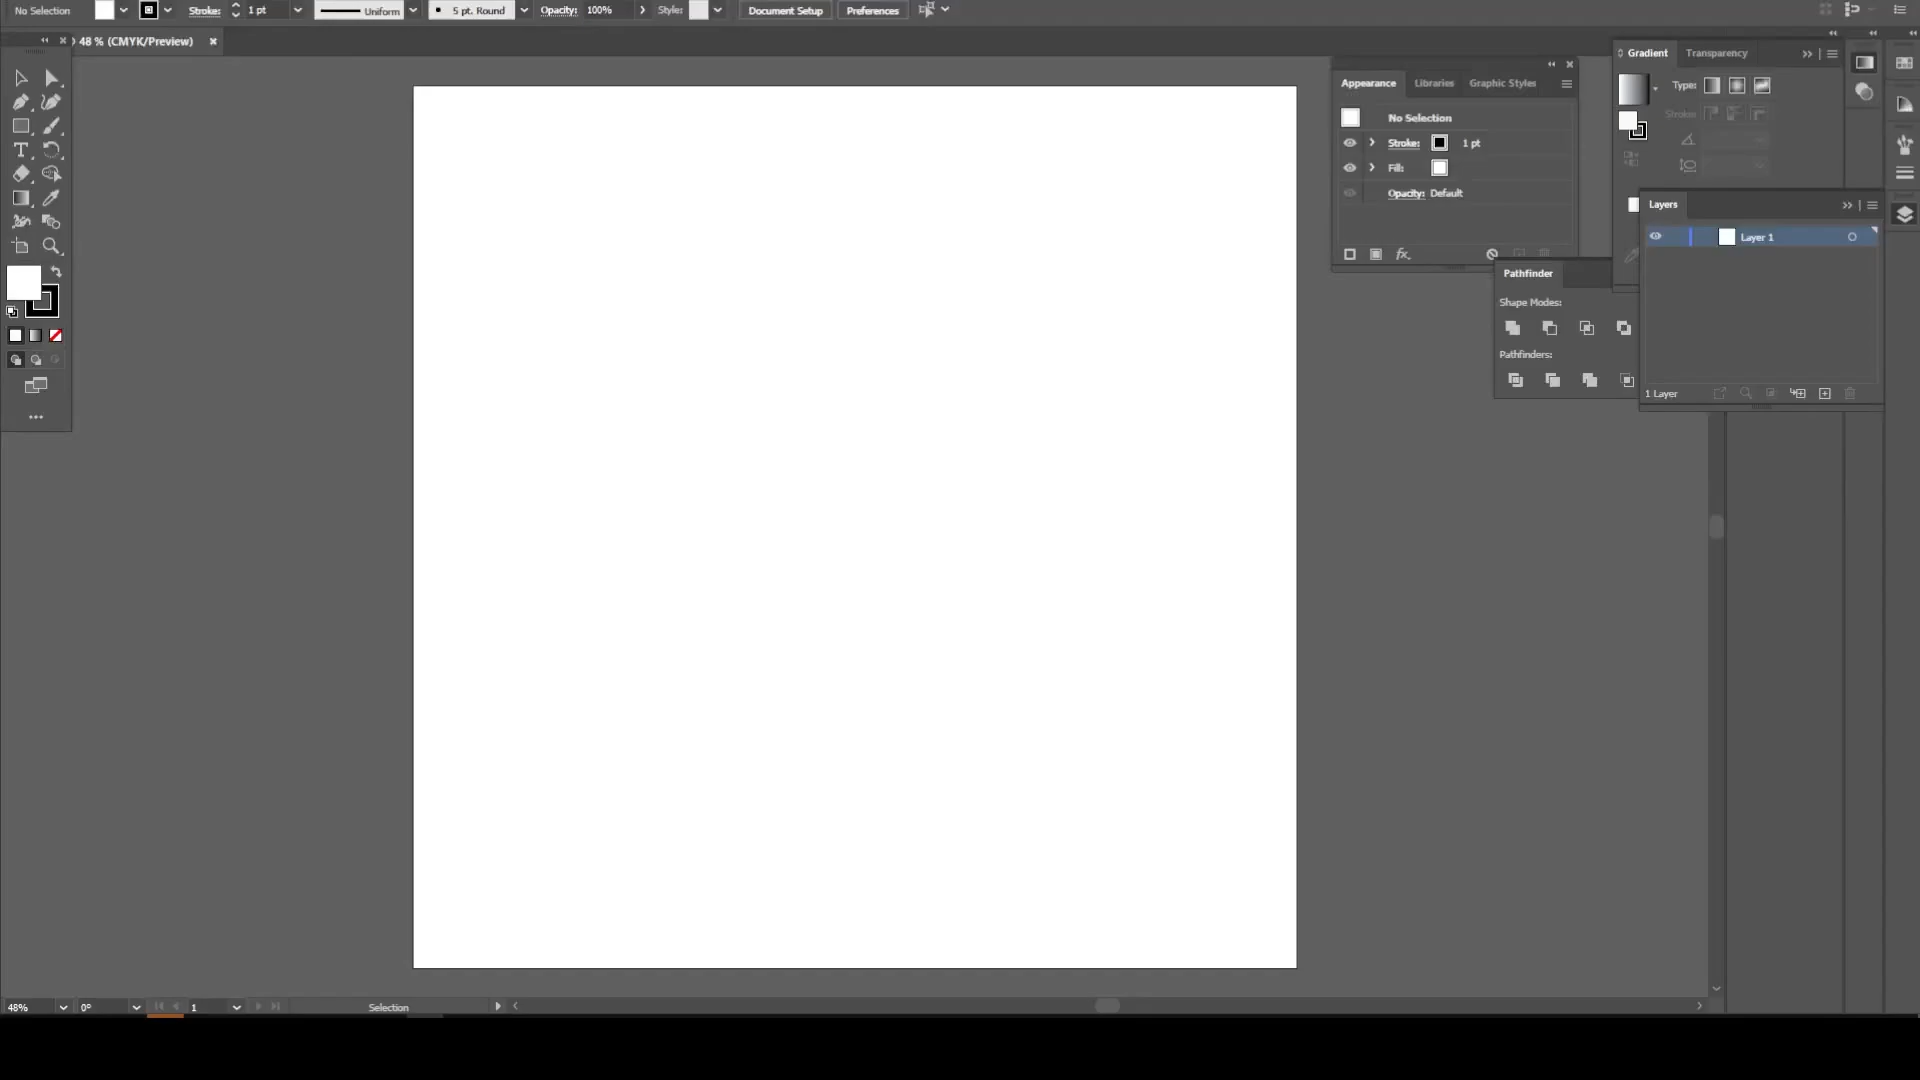 No Selection
Stroke:
1 pt
Uniform
5 pt. Round
Opacity:
100%
Style:
Document Setup
Preferences
48 % (CMYK/Preview)
Gradient
Transparency
Type:
Stroke:
Appearance
Libraries
Graphic Styles
No Selection
Stroke:
1 pt
Fill:
Opacity: Default
fx
Layers
Layer 1
1 Layer
Pathfinder
Shape Modes:
Pathfinders:
T
48%
0°
1
Selection